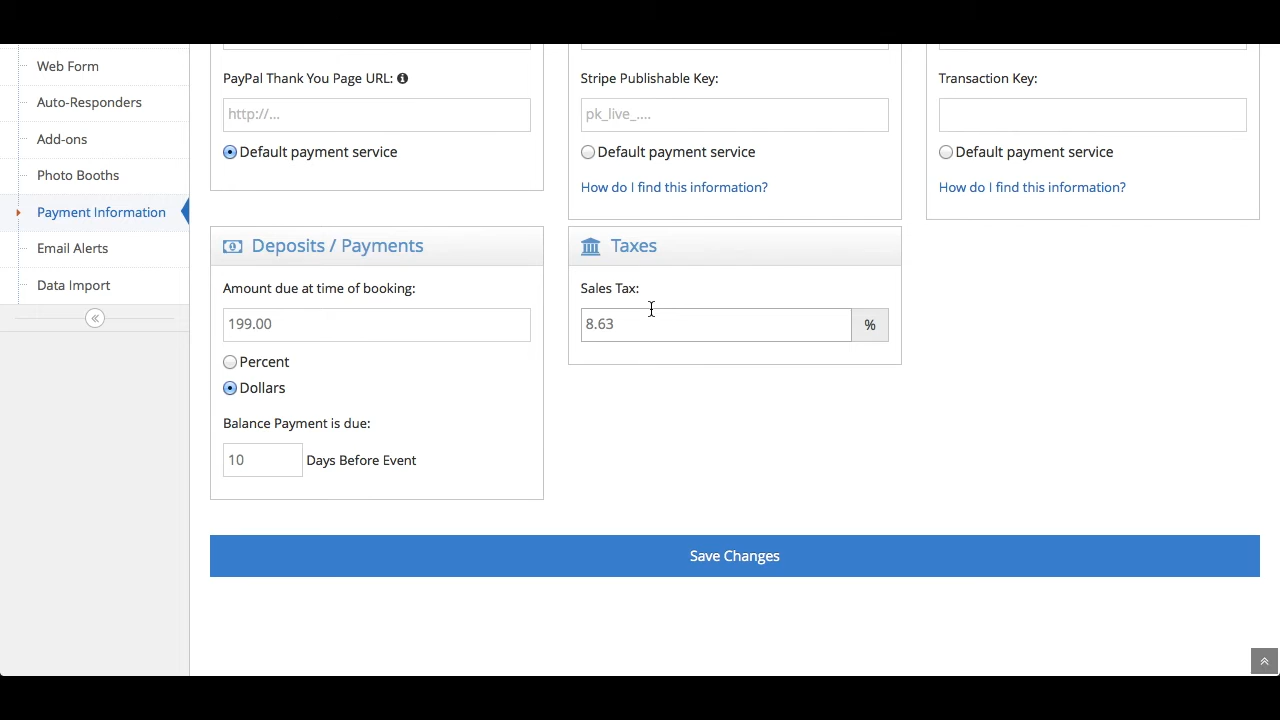 Web Form
Auto-Responders
Add-ons
Photo Booths
Payment Information
Email Alerts
Data Import
PayPal Thank You Page URL:
http://...
Default payment service
Stripe Publishable Key:
pk_live_....
Default payment service
How do I find this information?
Transaction Key:
Default payment service
How do I find this information?
Deposits / Payments
Amount due at time of booking:
199.00
Percent
Dollars
Balance Payment is due:
10 Days Before Event
Taxes
Sales Tax:
8.63 %
Save Changes